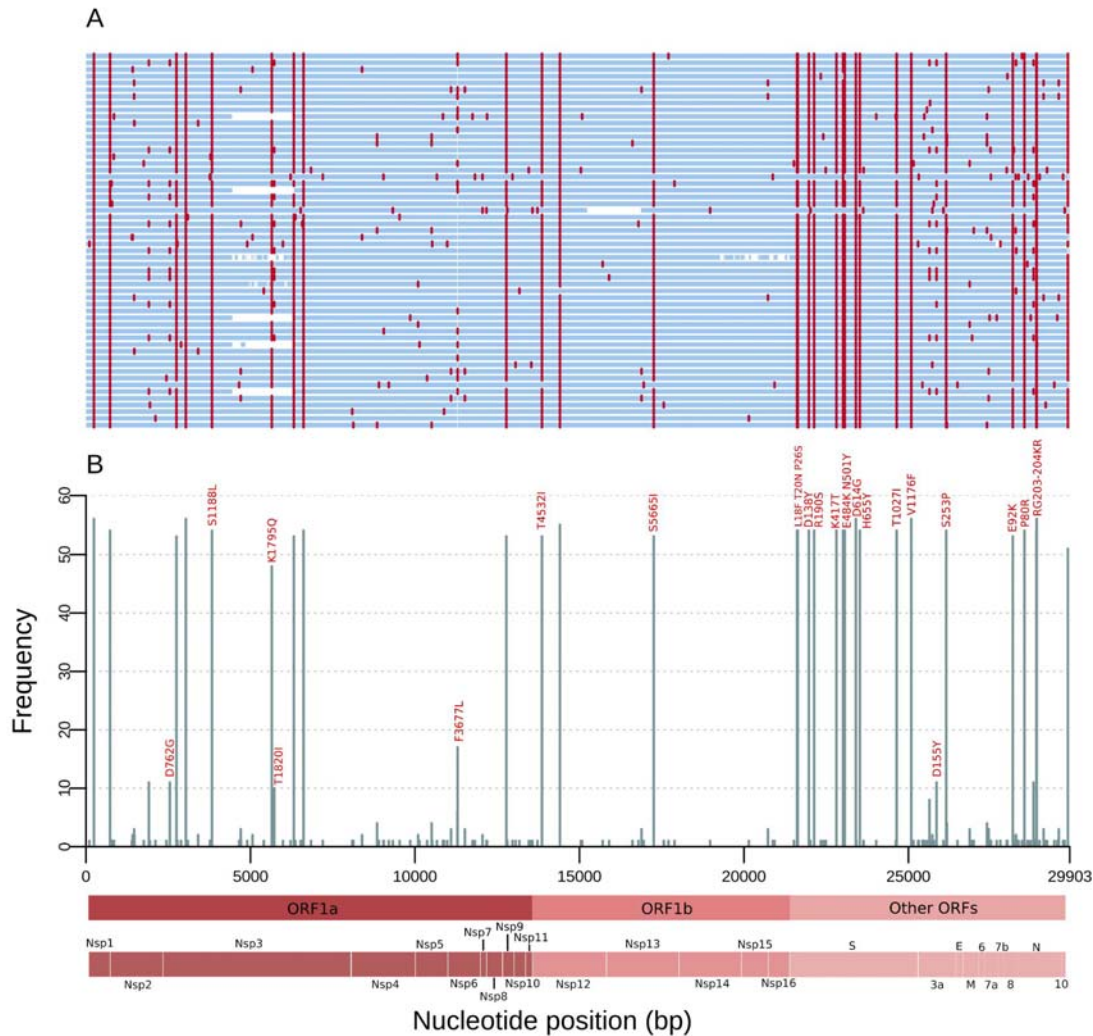 A
B
60
50
40
30
20
10
0
Frequency
D762G
S1188L
K1795Q
T1820I
F3677L
T4532I
S5665I
L18F T20N P26S
D138Y
R190S
K417T
E484K N501Y
D614G
H655Y
T1027I
V1176F
D155Y
S253P
E92K
P80R
RG203-204KR
0 5000 10000 15000 20000 25000 29903
ORF1a ORF1b Other ORFs
Nsp9
Nsp7 Nsp11
Nsp1 Nsp3 Nsp5 Nsp13 Nsp15 S E 6 7b N
Nsp2 Nsp4 Nsp6 Nsp10 Nsp12 Nsp14 Nsp16 3a M 7a 8 10
Nsp8
Nucleotide position (bp)